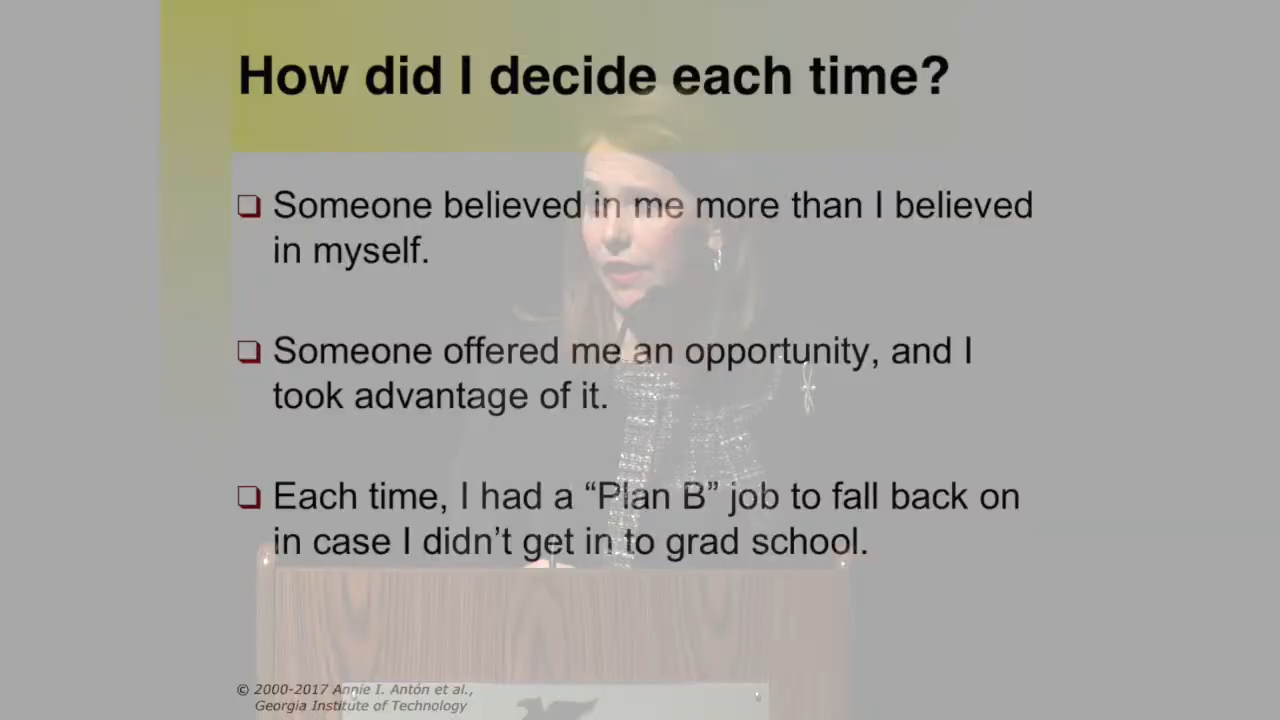 How did I decide each time?
❑ Someone believed in me more than I believed
in myself.
❑ Someone offered me an opportunity, and I
took advantage of it.
❑ Each time, I had a “Plan B” job to fall back on
in case I didn’t get in to grad school.
© 2000-2017 Annie I. Antón et al.,
Georgia Institute of Technology